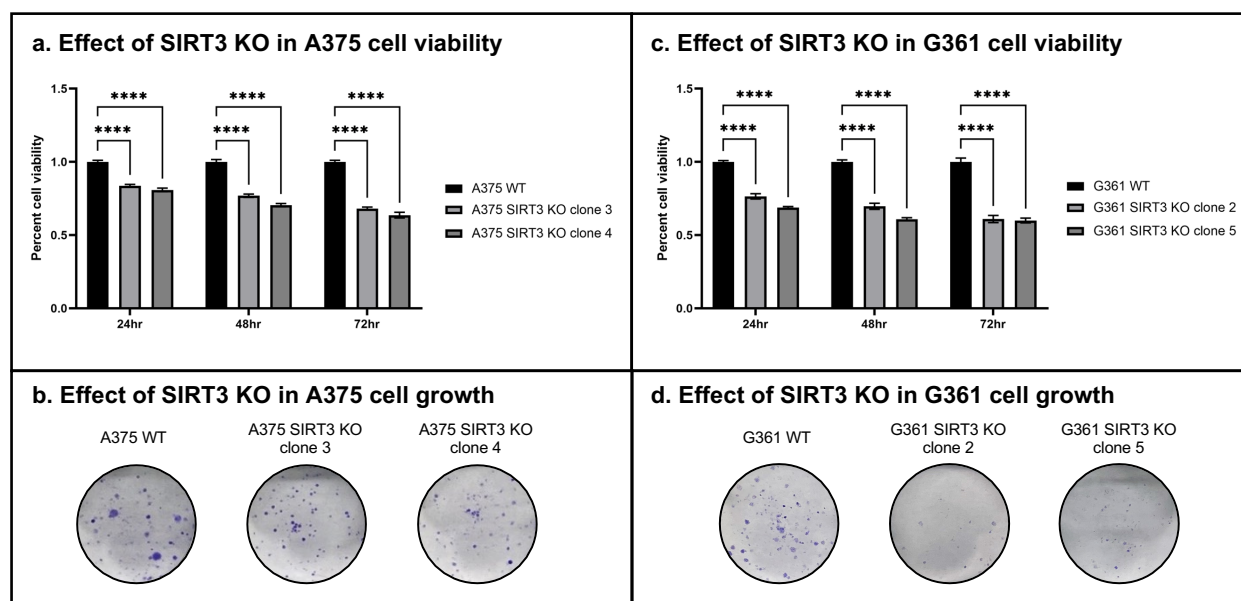 a. Effect of SIRT3 KO in A375 cell viability
Percent cell viability
1.5
1.0
0.5
0.0
**** **** ****
**** **** ****
24hr 48hr 72hr
A375 WT
A375 SIRT3 KO clone 3
A375 SIRT3 KO clone 4
c. Effect of SIRT3 KO in G361 cell viability
Percent cell viability
1.5
1.0
0.5
0.0
**** **** ****
**** **** ****
24hr 48hr 72hr
G361 WT
G361 SIRT3 KO clone 2
G361 SIRT3 KO clone 5
b. Effect of SIRT3 KO in A375 cell growth
A375 WT
A375 SIRT3 KO
clone 3
A375 SIRT3 KO
clone 4
d. Effect of SIRT3 KO in G361 cell growth
G361 WT
G361 SIRT3 KO
clone 2
G361 SIRT3 KO
clone 5